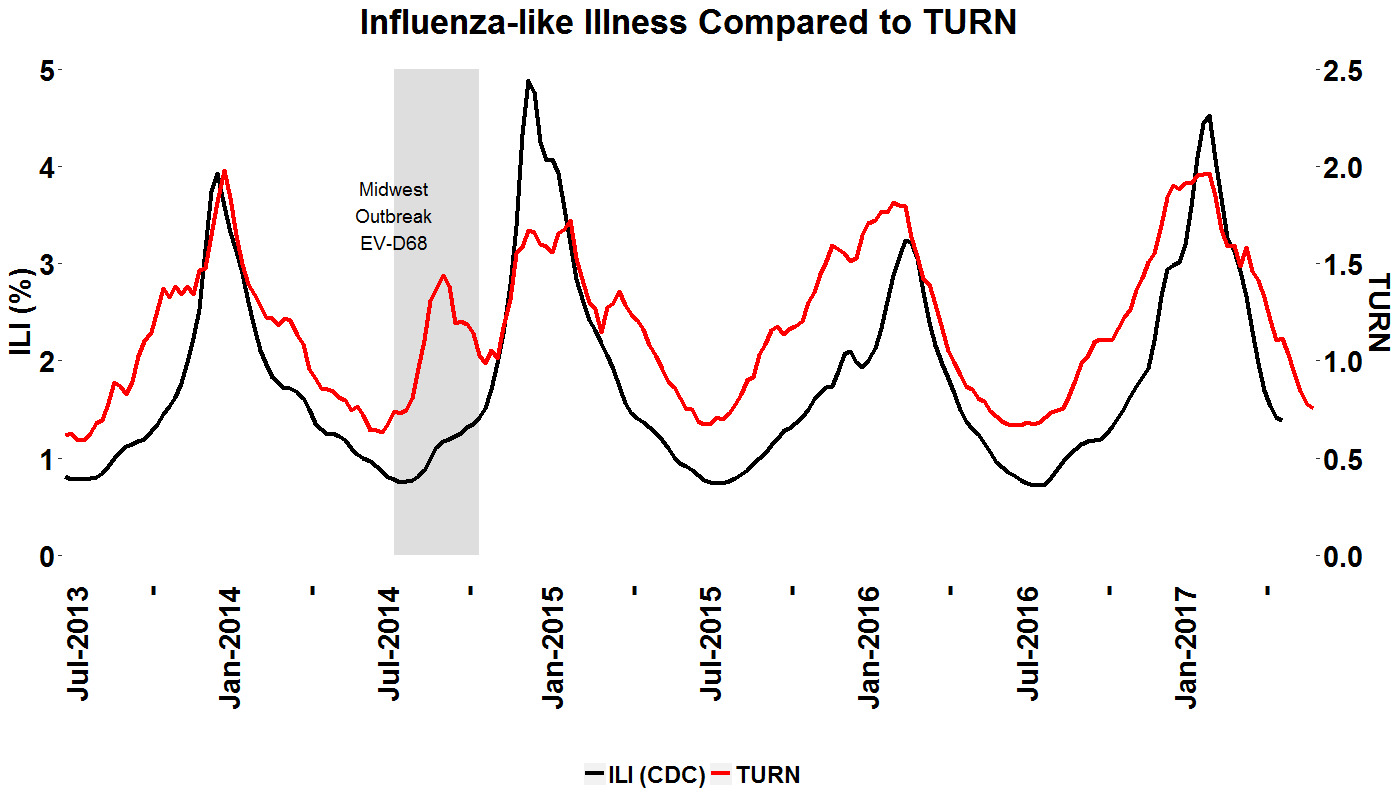 Influenza-like Illness Compared to TURN
5
4
3
2
1
0
ILI (%)
Midwest
Outbreak
EV-D68
2.5
2.0
1.5
1.0
0.5
0.0
TURN
Jul-2013
-
Jan-2014
-
Jul-2014
-
Jan-2015
-
Jul-2015
-
Jan-2016
-
Jul-2016
-
Jan-2017
-
ILI (CDC) TURN